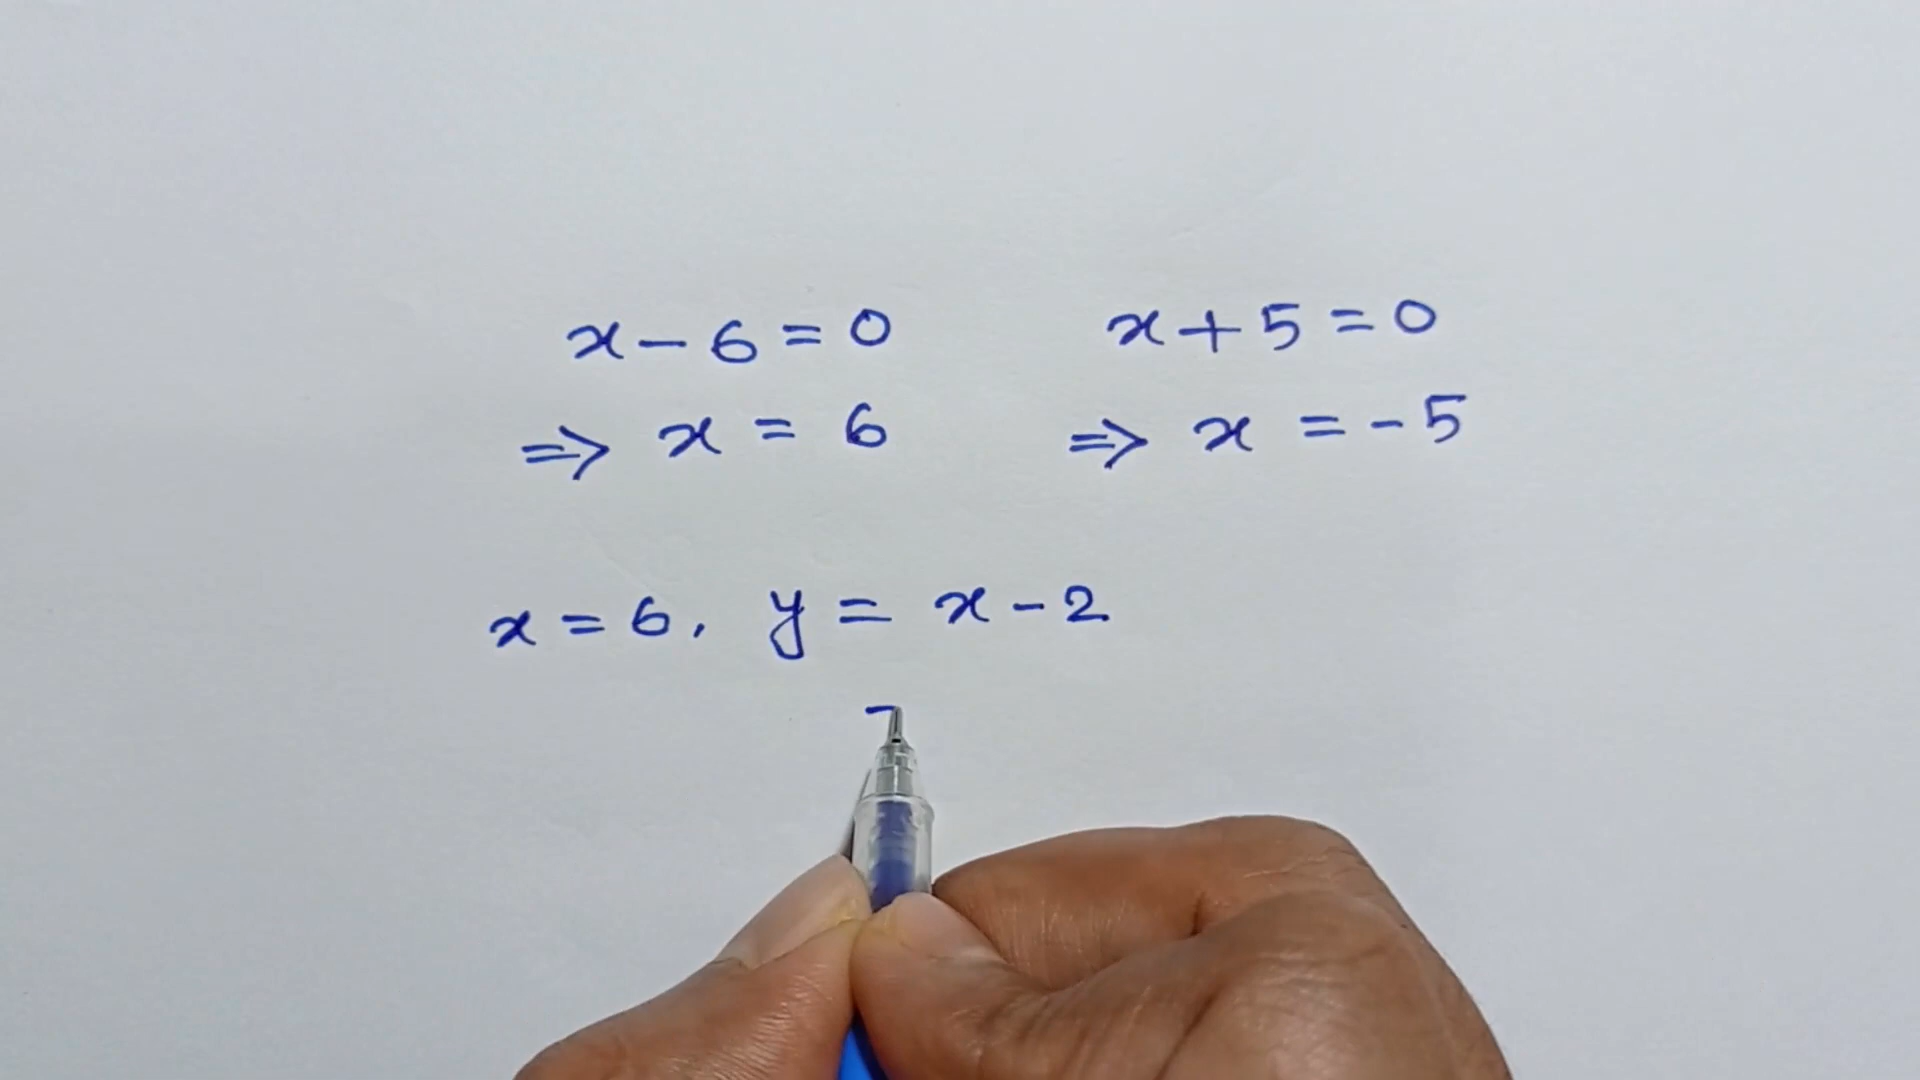 x - 6 = 0
⇒ x = 6
x + 5 = 0
⇒ x = - 5
x = 6, y = x - 2